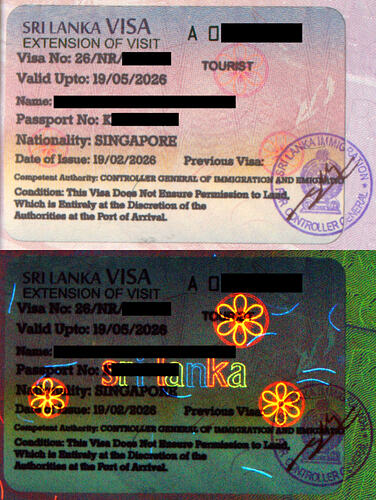 SRI LANKA VISA
EXTENSION OF VISIT
A
Visa No: 26/NR/
TOURIST
Valid Upto: 19/05/2026
Name:
Passport No: K
Nationality: SINGAPORE
Date of Issue: 19/02/2026 Previous Visa:
Competent Authority: CONTROLLER GENERAL OF IMMIGRATION AND EMIGRATION
Condition: This Visa Does Not Ensure Permission to Land,
Which is Entirely at the Discretion of the
Authorities at the Port of Arrival.
SRI LANKA IMMIGRATION
CONTROLLER GENERAL
SRI LANKA VISA
EXTENSION OF VISIT
A
Visa No: 26/NR/
TOURIST
Valid Upto: 19/05/2026
Name:
Passport No:
sri lanka
Nationality: SINGAPORE
Date of Issue: 19/02/2026 Previous Visa:
Competent Authority: CONTROLLER GENERAL OF IMMIGRATION AND EMIGRATION
Condition: This Visa Does Not Ensure Permission to Land,
Which is Entirely at the Discretion of the
Authorities at the Port of Arrival.